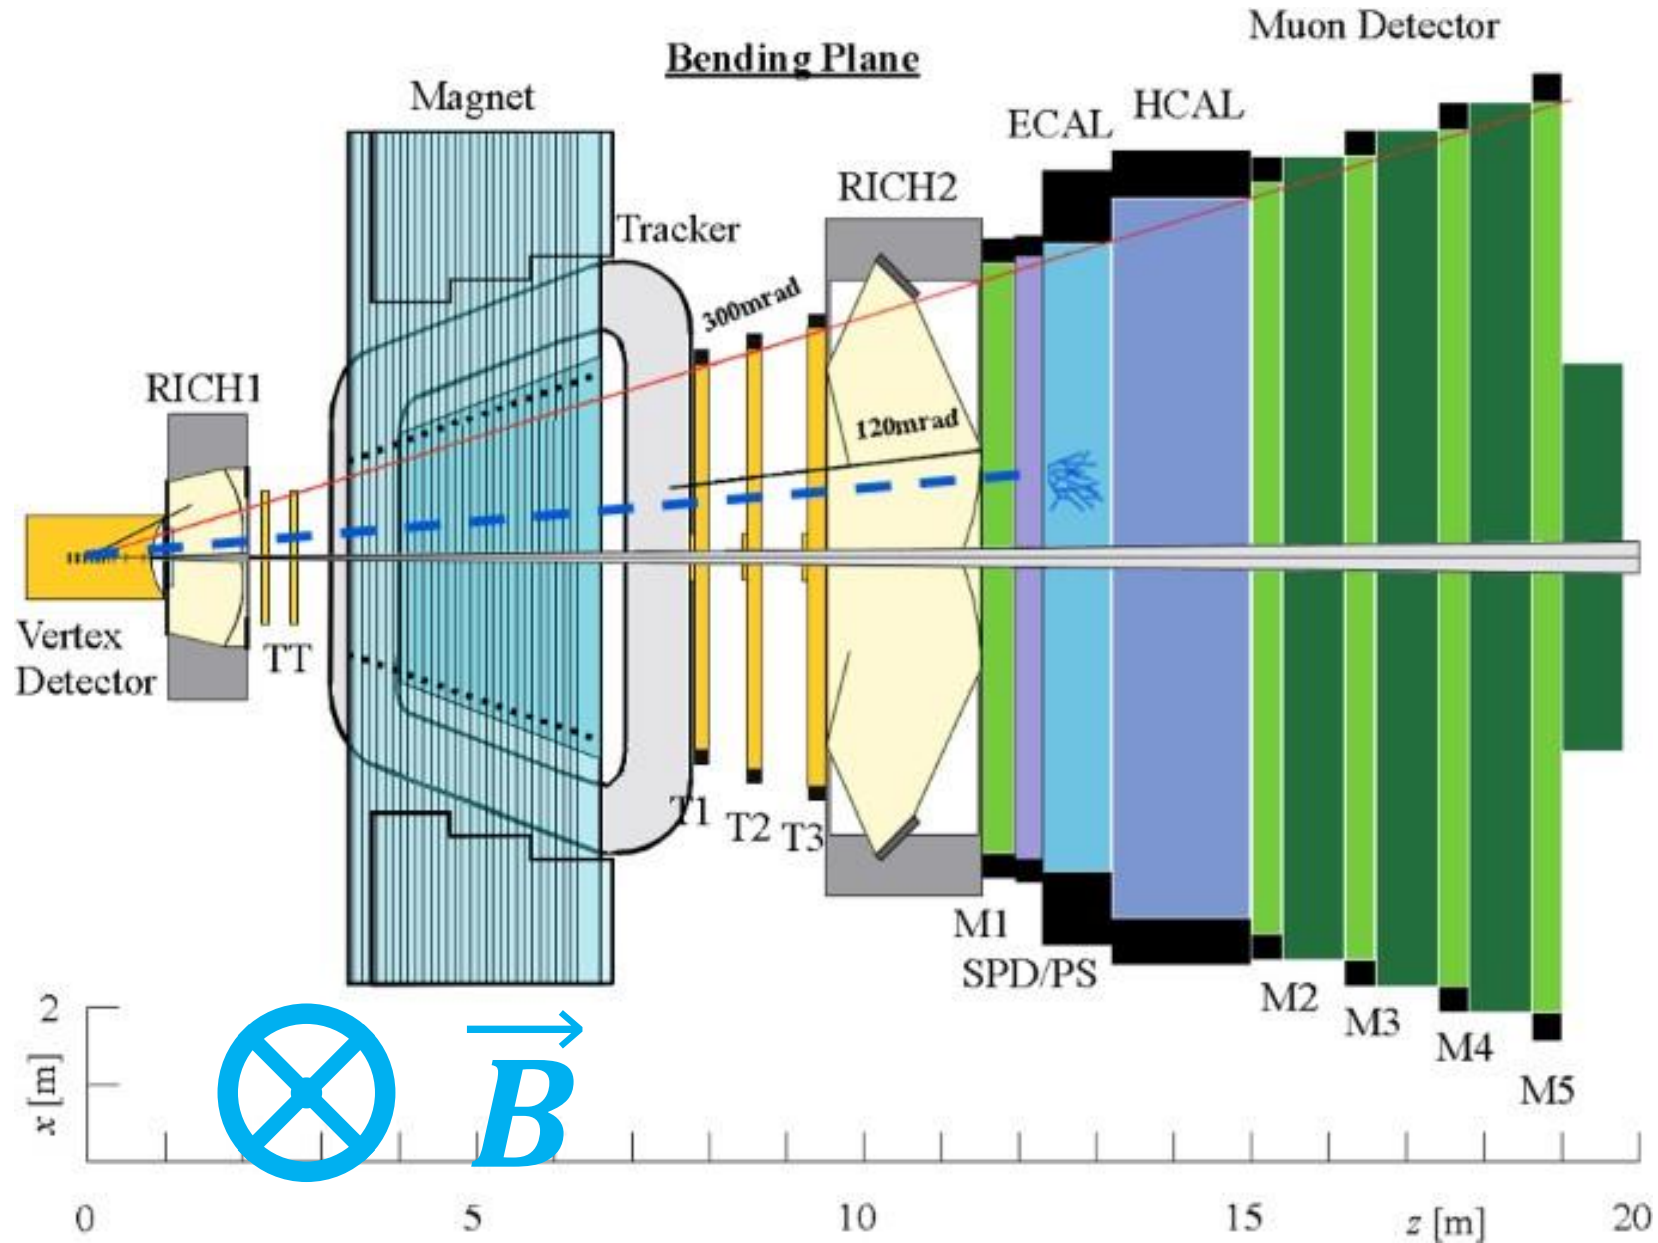 Muon Detector
Bending Plane
Magnet
ECAL
HCAL
RICH2
Tracker
300mrad
RICH1
120mrad
Vertex
Detector
TT
T1
T2
T3
M1
SPD/PS
M2
M3
M4
M5
2
x [m]
B
0
5
10
15
z [m]
20